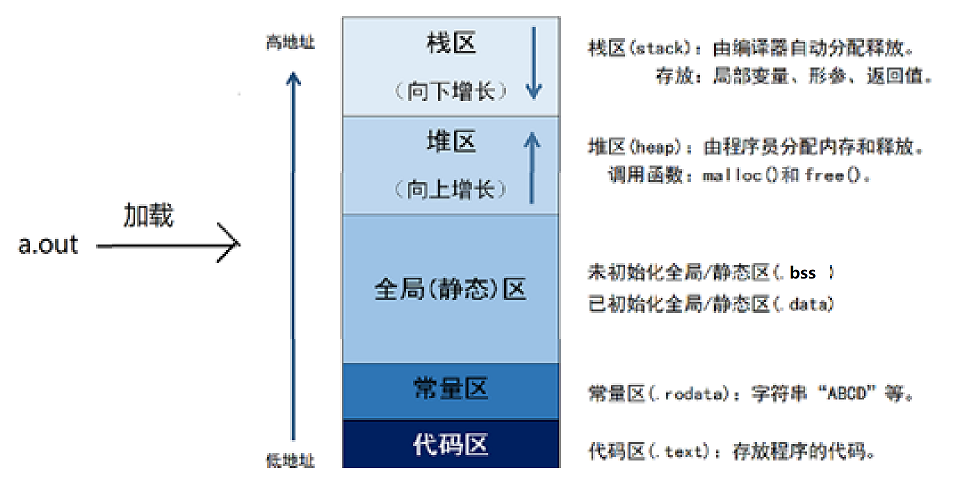 高地址
栈区
（向下增长）
栈区(stack)：由编译器自动分配释放。
存放：局部变量、形参、返回值。
堆区
（向上增长）
堆区(heap)：由程序员分配内存和释放。
调用函数：malloc()和free()。
加载
a.out
全局(静态)区
未初始化全局/静态区(.bss )
已初始化全局/静态区(.data)
常量区
常量区(.rodata)：字符串“ABCD”等。
代码区
代码区(.text)：存放程序的代码。
低地址